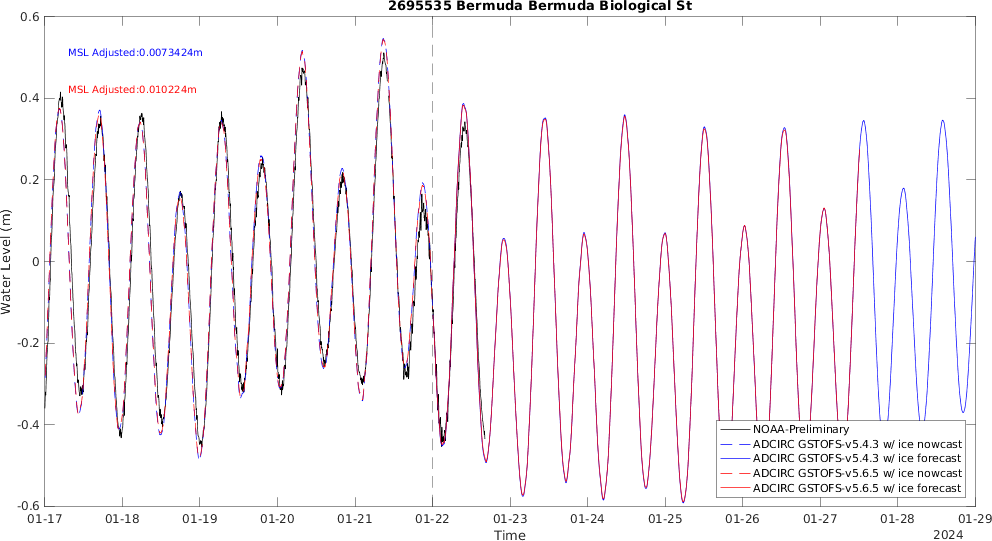 2695535 Bermuda Bermuda Biological St
MSL Adjusted:0.0073424m
MSL Adjusted:0.010224m
Water Level (m)
0.6
0.4
0.2
0
-0.2
-0.4
-0.6
NOAA-Preliminary
ADCIRC GSTOFS-v5.4.3 w/ ice nowcast
ADCIRC GSTOFS-v5.4.3 w/ ice forecast
ADCIRC GSTOFS-v5.6.5 w/ ice nowcast
ADCIRC GSTOFS-v5.6.5 w/ ice forecast
01-17 01-18 01-19 01-20 01-21 01-22 01-23 01-24 01-25 01-26 01-27 01-28 01-29
Time
2024